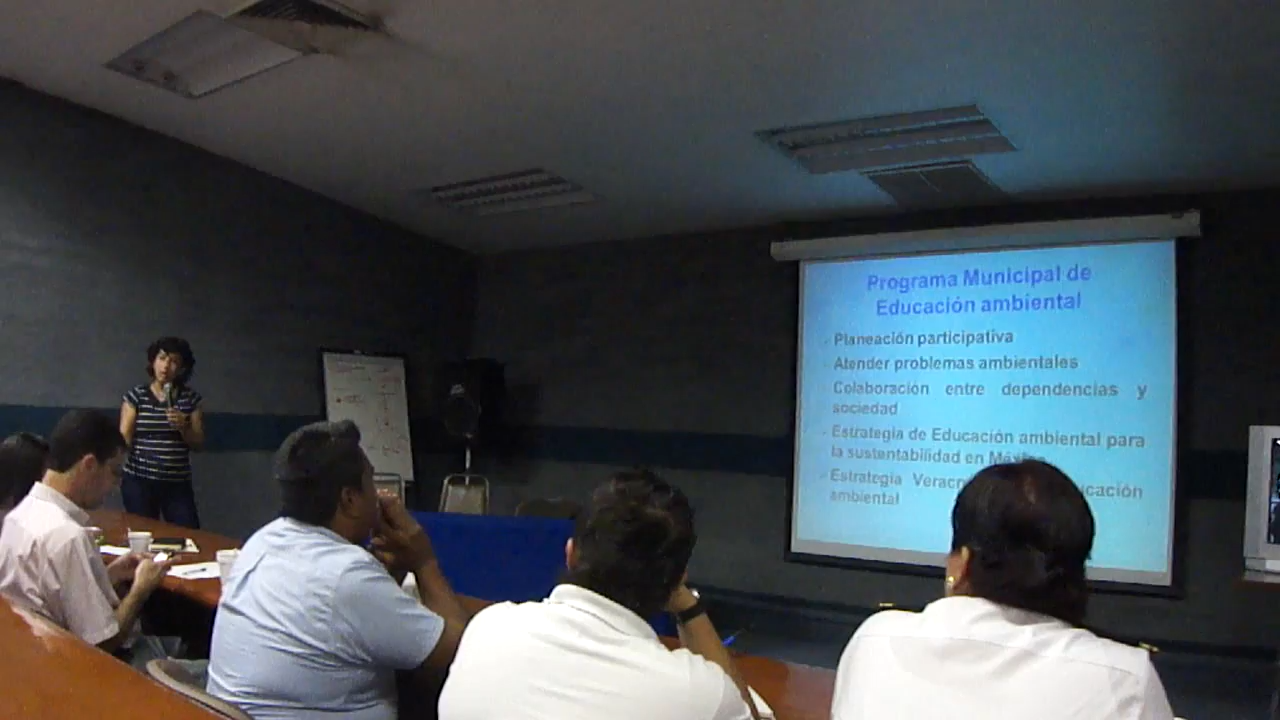 Programa Municipal de
Educación ambiental
- Planeación participativa
- Atender problemas ambientales
Colaboración entre dependencias y
sociedad
- Estrategia de Educación ambiental para
la sustentabilidad en
- Estrategia
ambiental